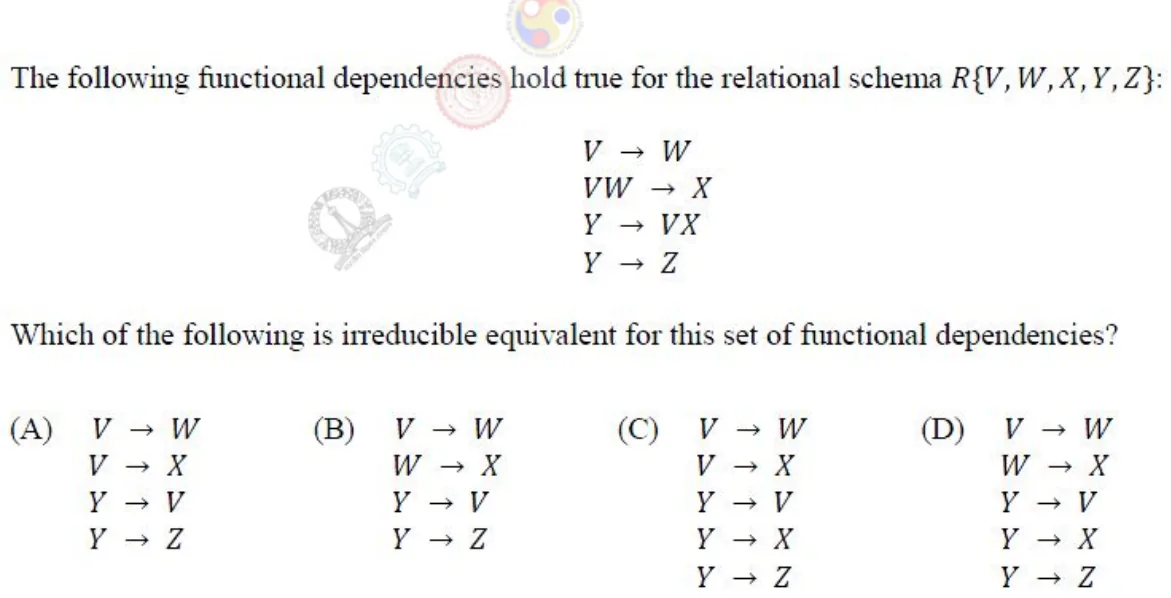 The following functional dependencies hold true for the relational schema R{V, W, X, Y, Z}:
V → W
VW → X
Y → VX
Y → Z
Which of the following is irreducible equivalent for this set of functional dependencies?
(A) V → W (B) V → W (C) V → W (D) V → W
V → X W → X V → X W → X
Y → V Y → V Y → V Y → V
Y → Z Y → Z Y → X Y → X
Y → Z Y → Z